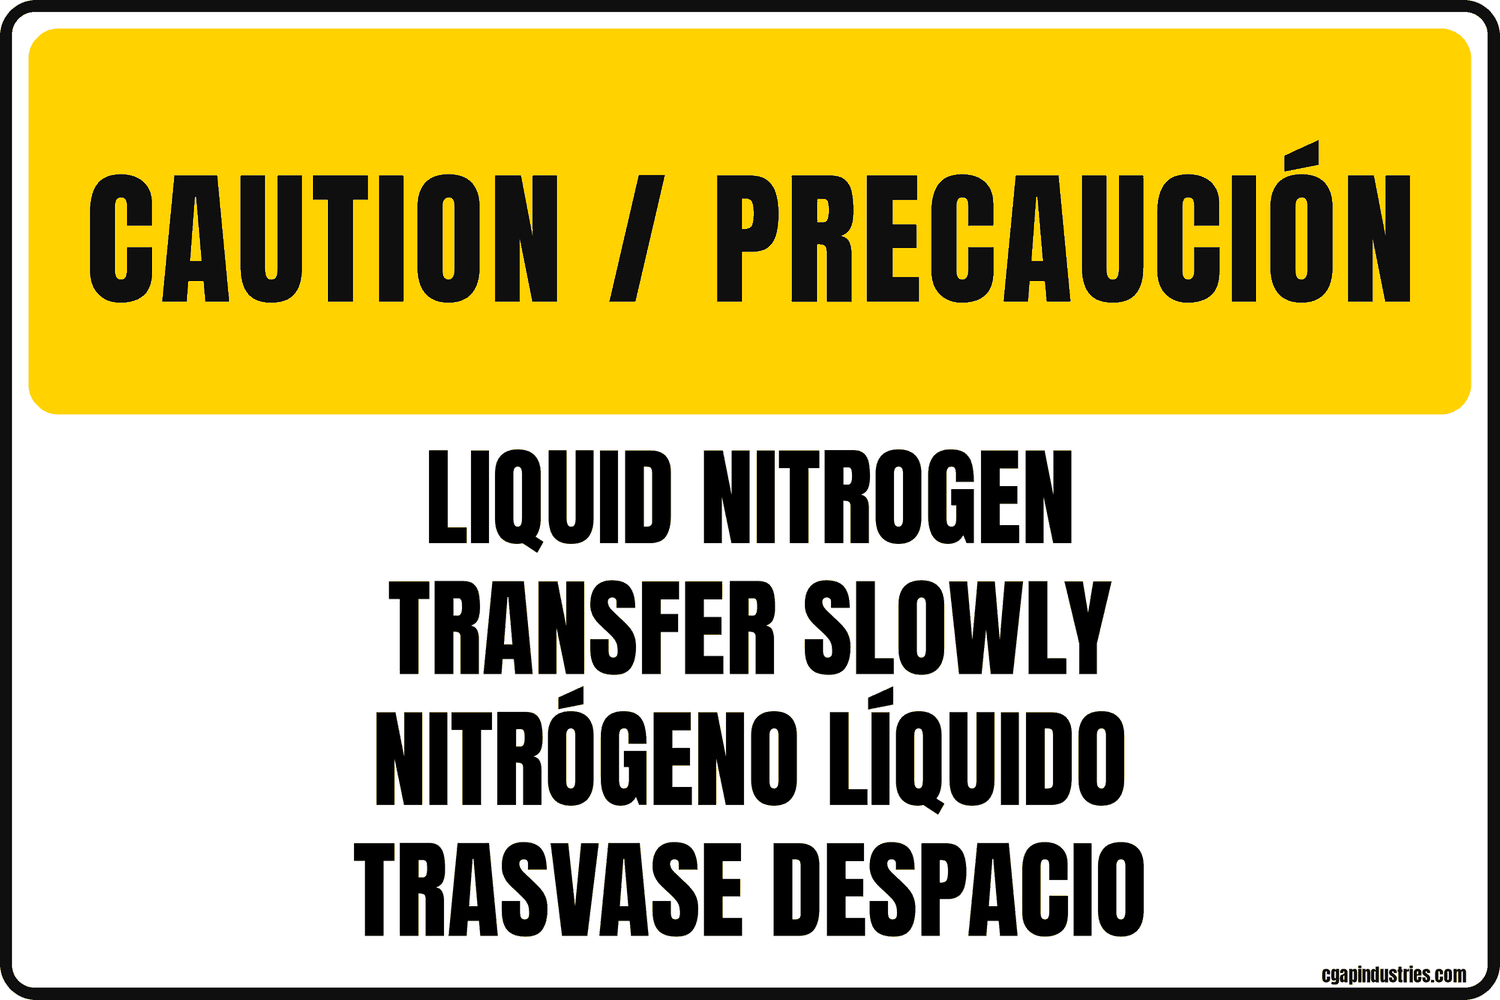 CAUTION / PRECAUCIÓN
LIQUID NITROGEN
TRANSFER SLOWLY
NITRÓGENO LÍQUIDO
TRASVASE DESPACIO
cgapindustries.com